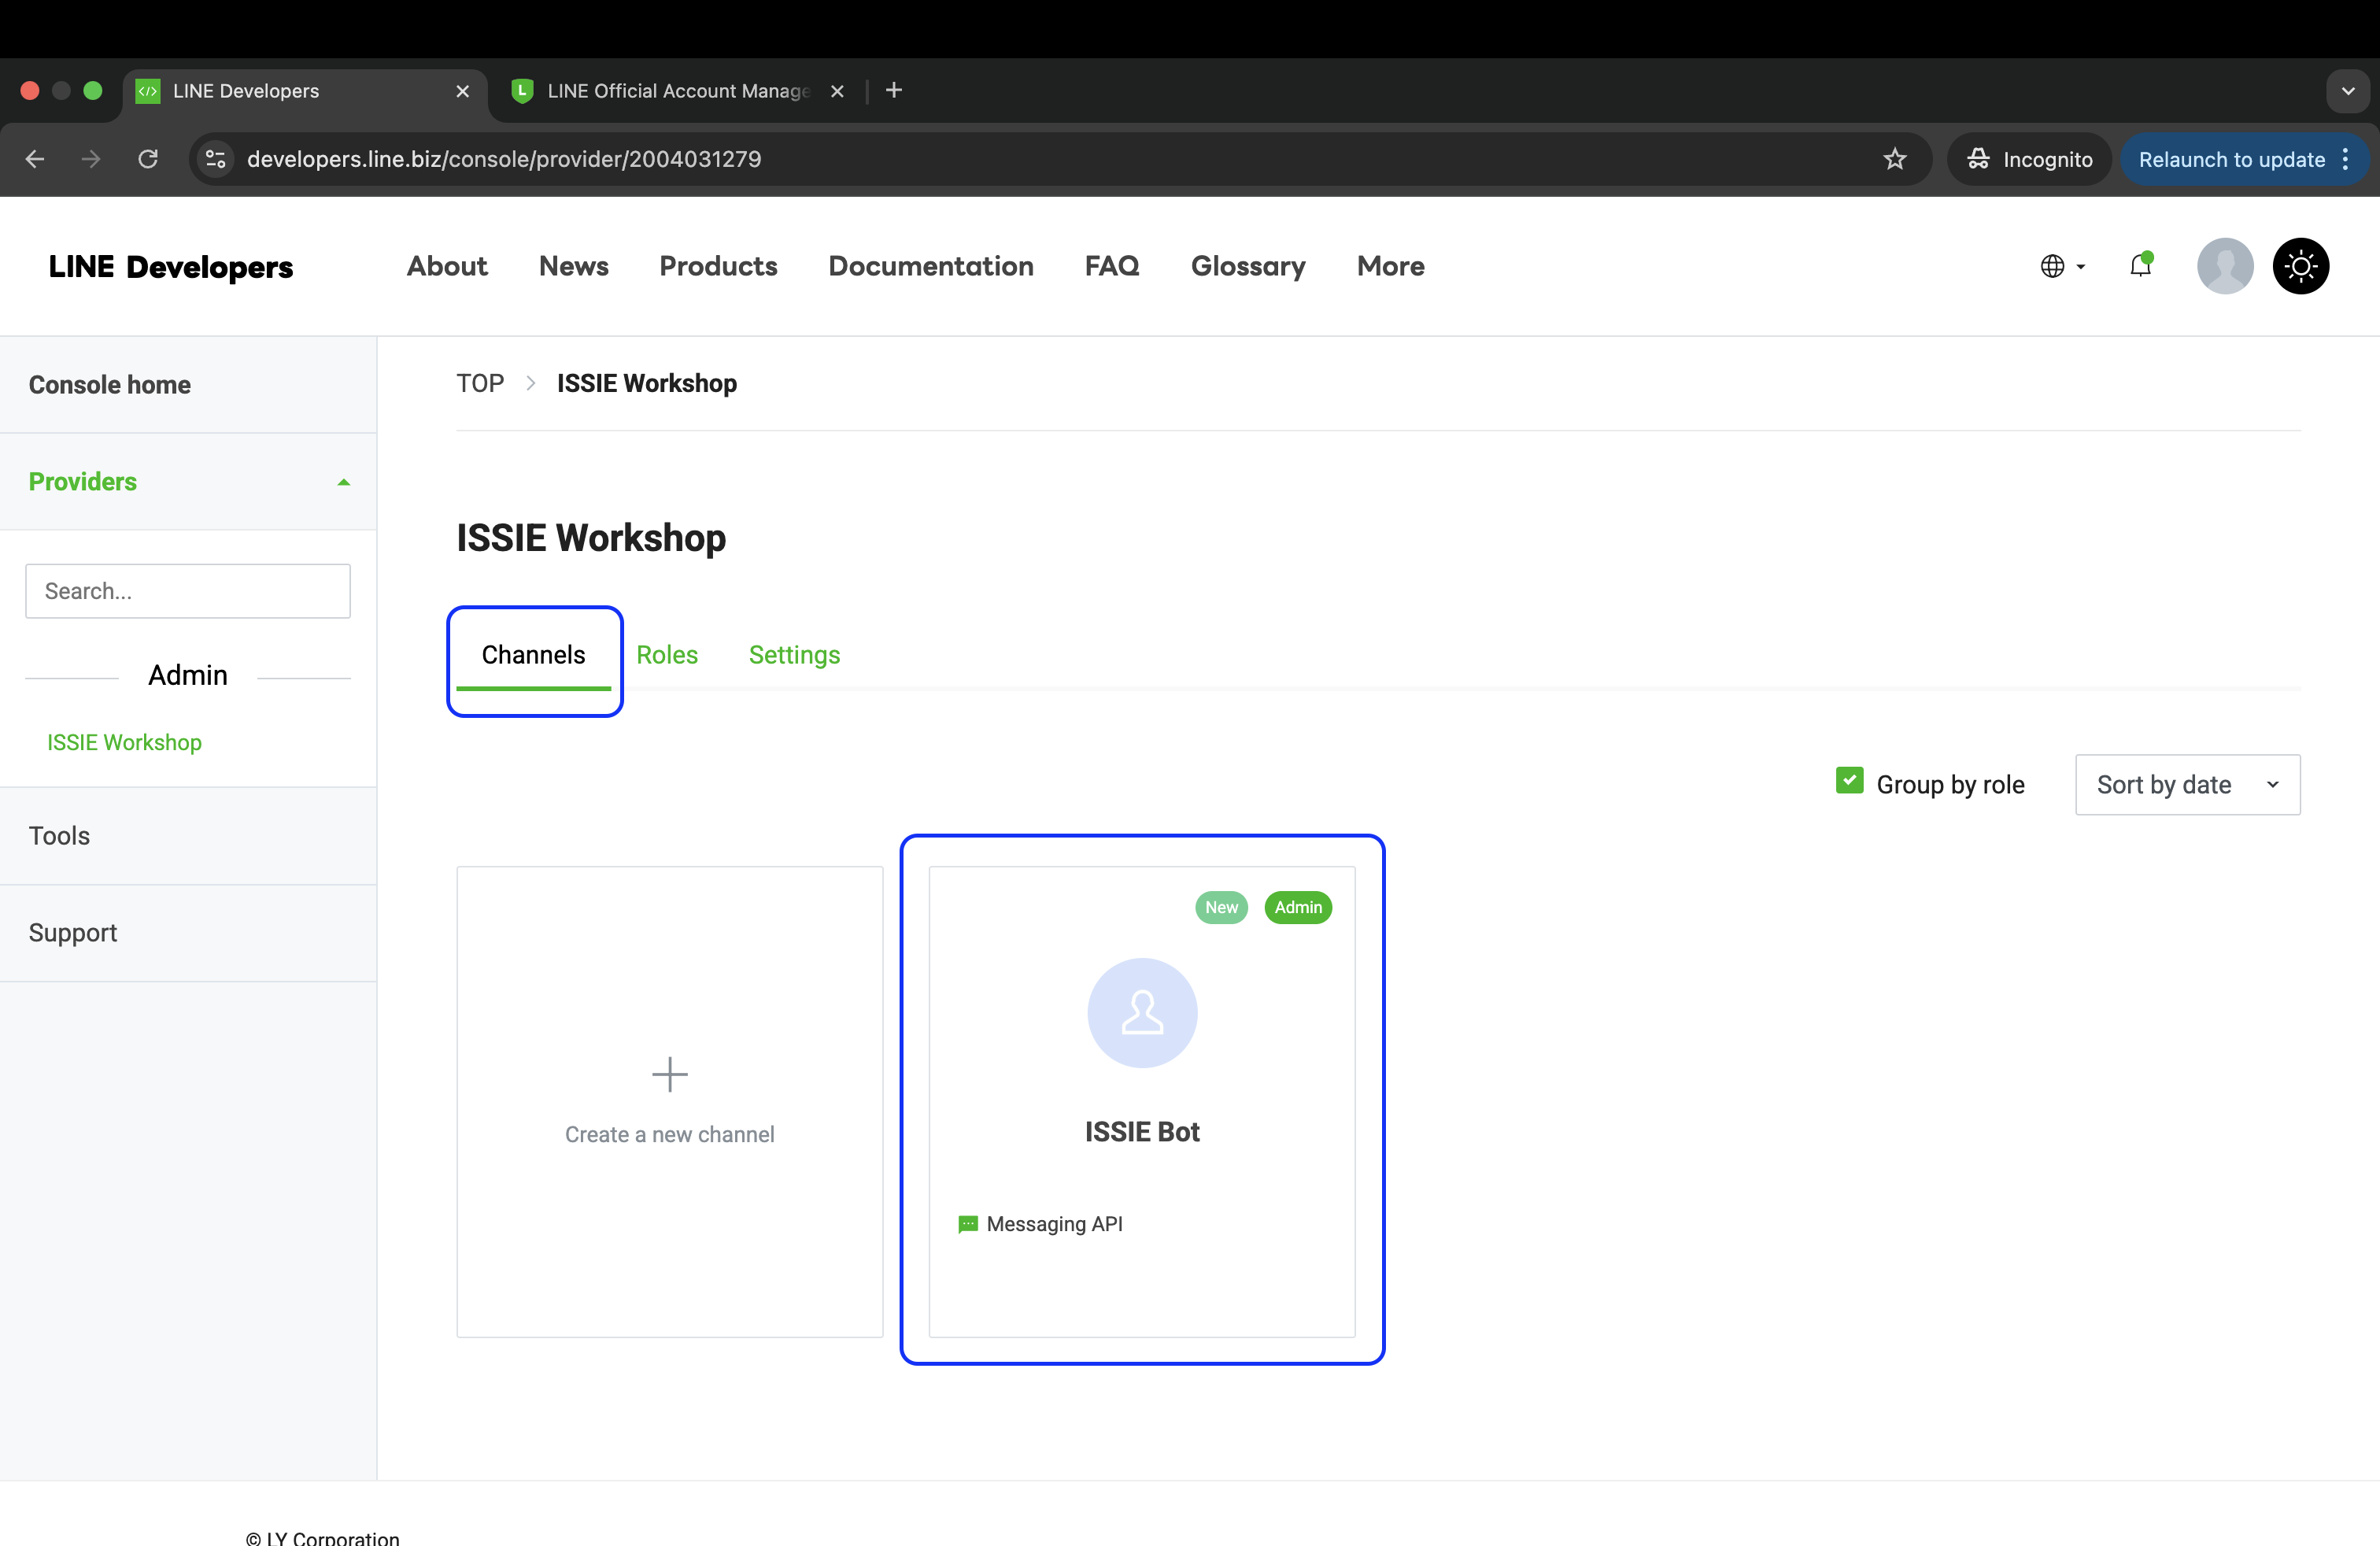 LINE Developers
LINE Official Account Manage
developers.line.biz/console/provider/2004031279
Incognito
Relaunch to update
LINE Developers
About
News
Products
Documentation
FAQ
Glossary
More
Console home
Providers
Search...
Admin
ISSIE Workshop
Tools
Support
TOP
ISSIE Workshop
ISSIE Workshop
Channels
Roles
Settings
Group by role
Sort by date
Create a new channel
New
Admin
ISSIE Bot
Messaging API
© LY Corporation